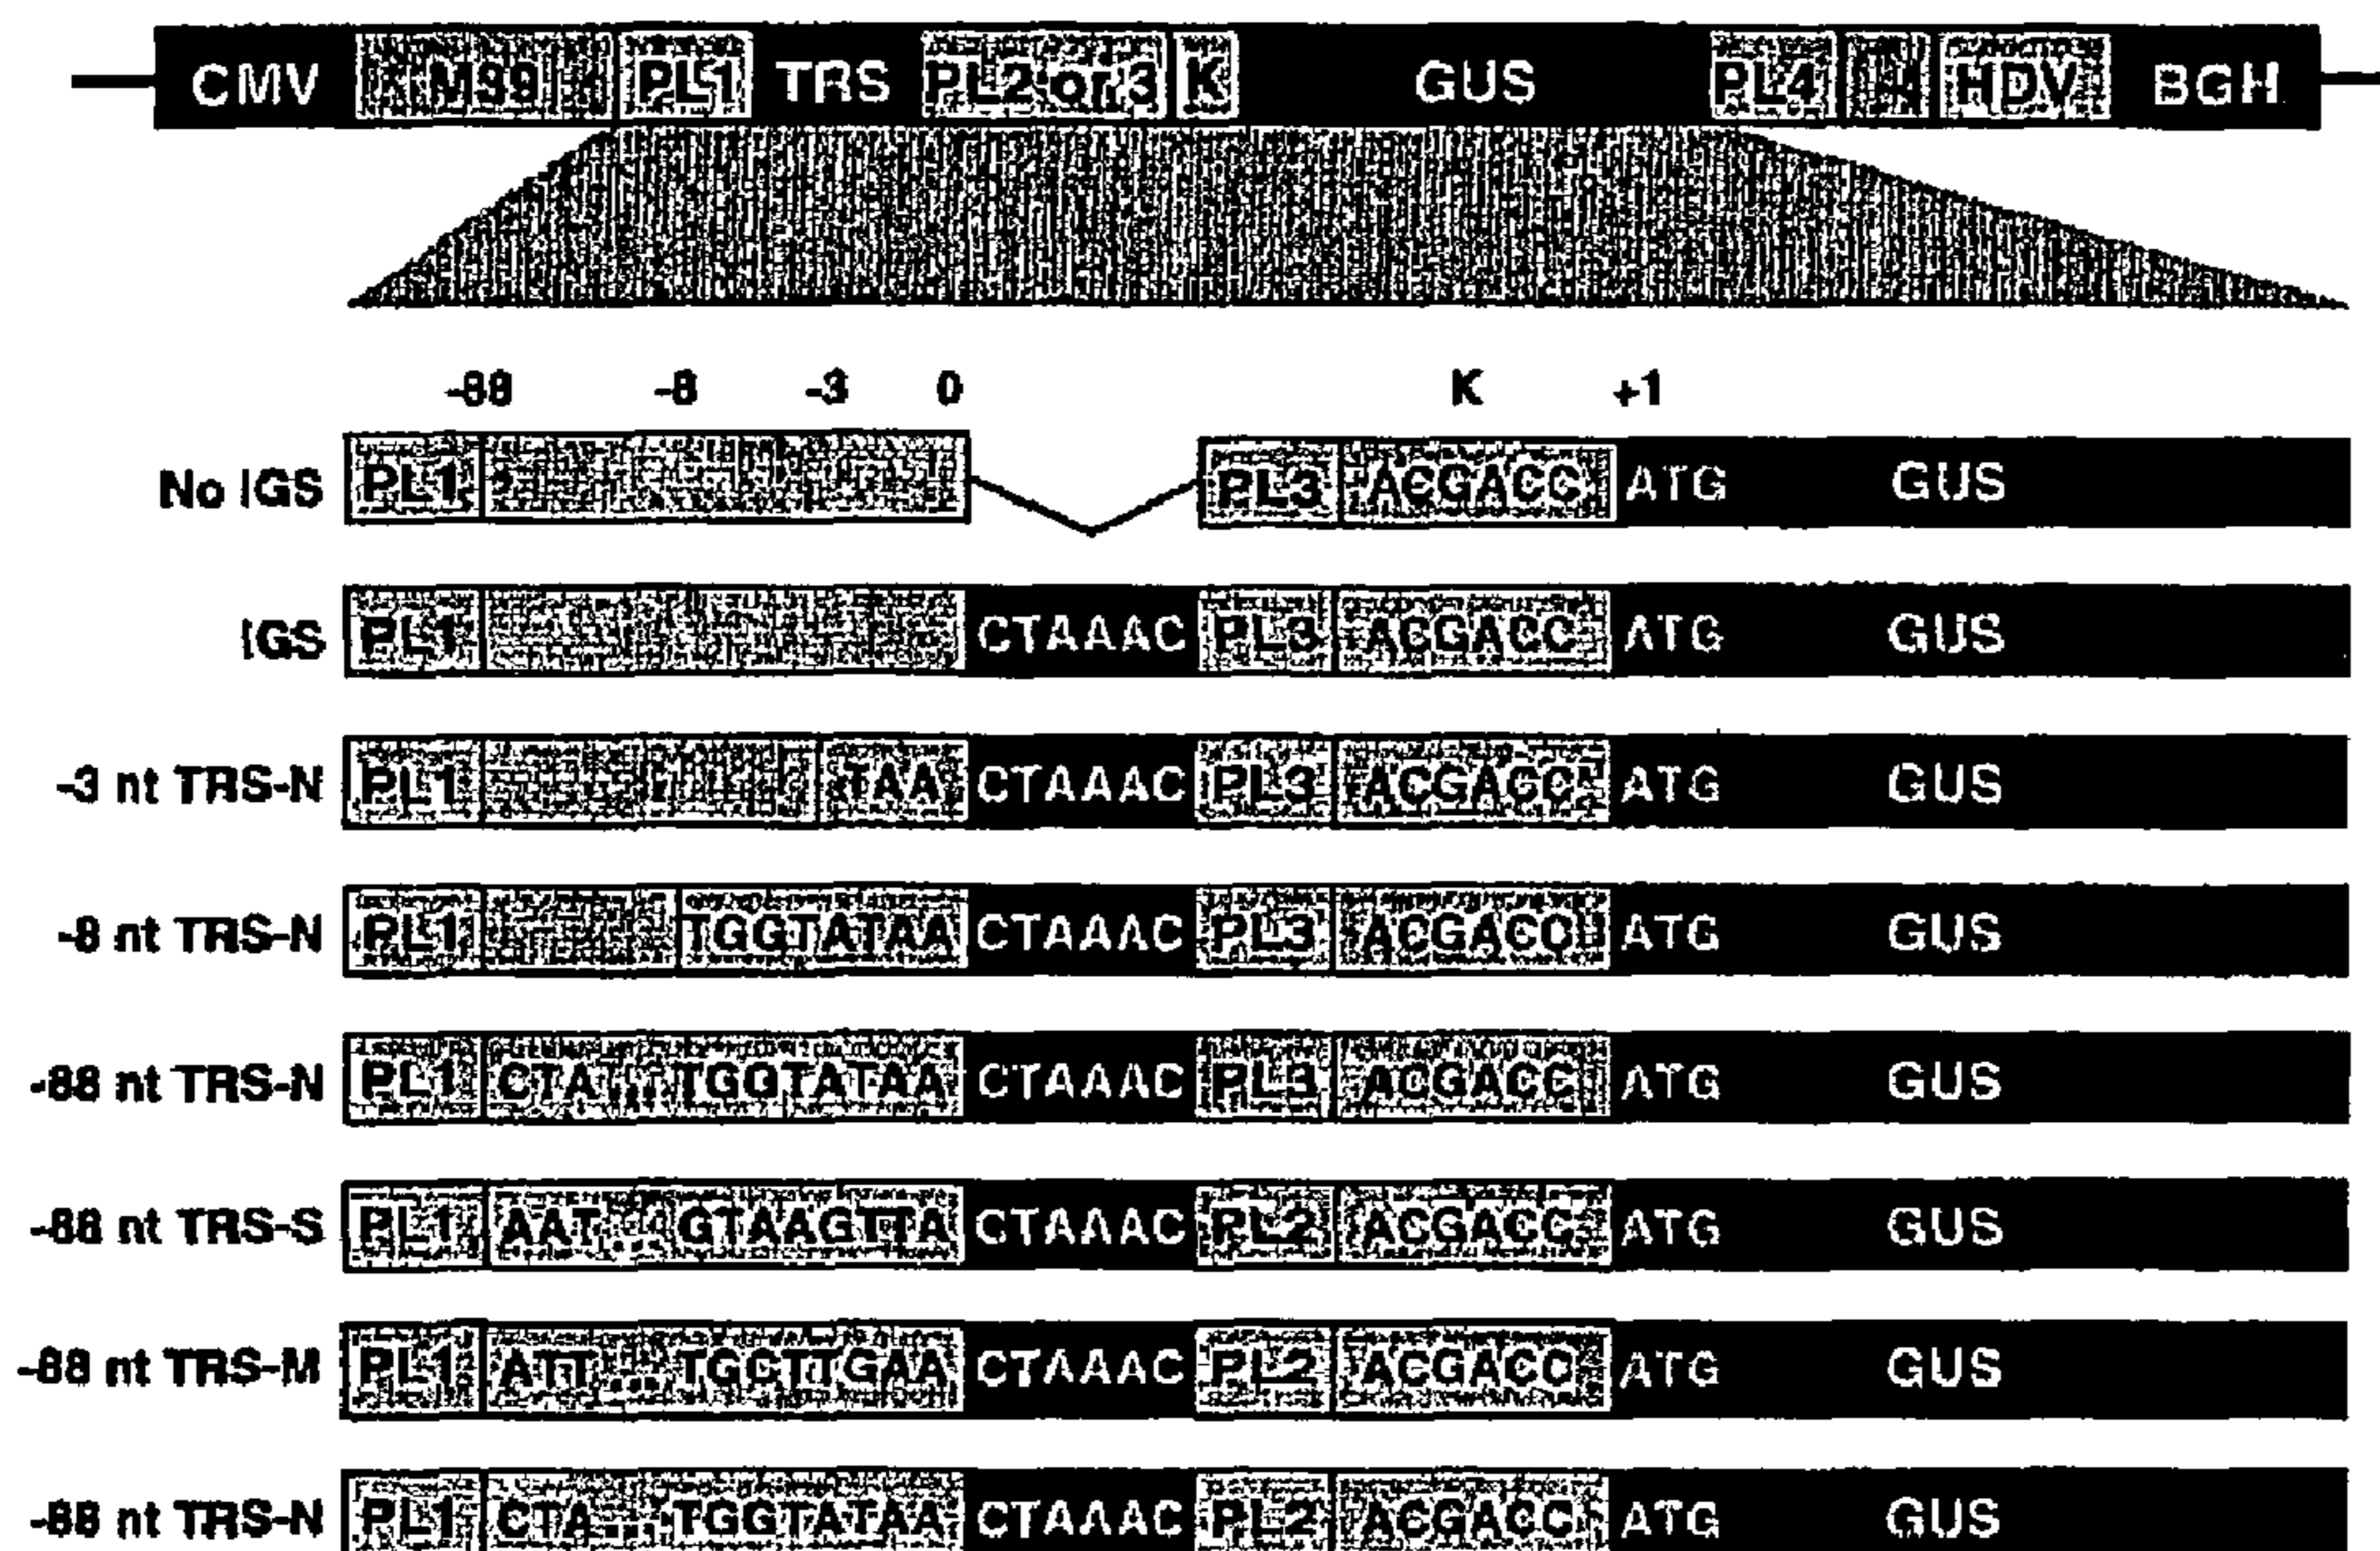 CMV M39 PL1 TRS PL2 or 3 K GUS PL4 HDV BGH
-88 -8 -3 0 K +1
No IGS PL1 PL3 ACGACC ATG GUS
IGS PL1 CTAAAC PL3 ACGACC ATG GUS
-3 nt TRS-N PL1 TAA CTAAAC PL3 ACGACC ATG GUS
-8 nt TRS-N PL1 TGGTATAA CTAAAC PL3 ACGACC ATG GUS
-88 nt TRS-N PL1 CTA... TGGTATAA CTAAAC PL3 ACGACC ATG GUS
-88 nt TRS-S PL1 AAT... GTAAGTTA CTAAAC PL2 ACGACC ATG GUS
-88 nt TRS-M PL1 ATT... TGCTTGAA CTAAAC PL2 ACGACC ATG GUS
-88 nt TRS-N PL1 CTA... TGGTATAA CTAAAC PL2 ACGACC ATG GUS